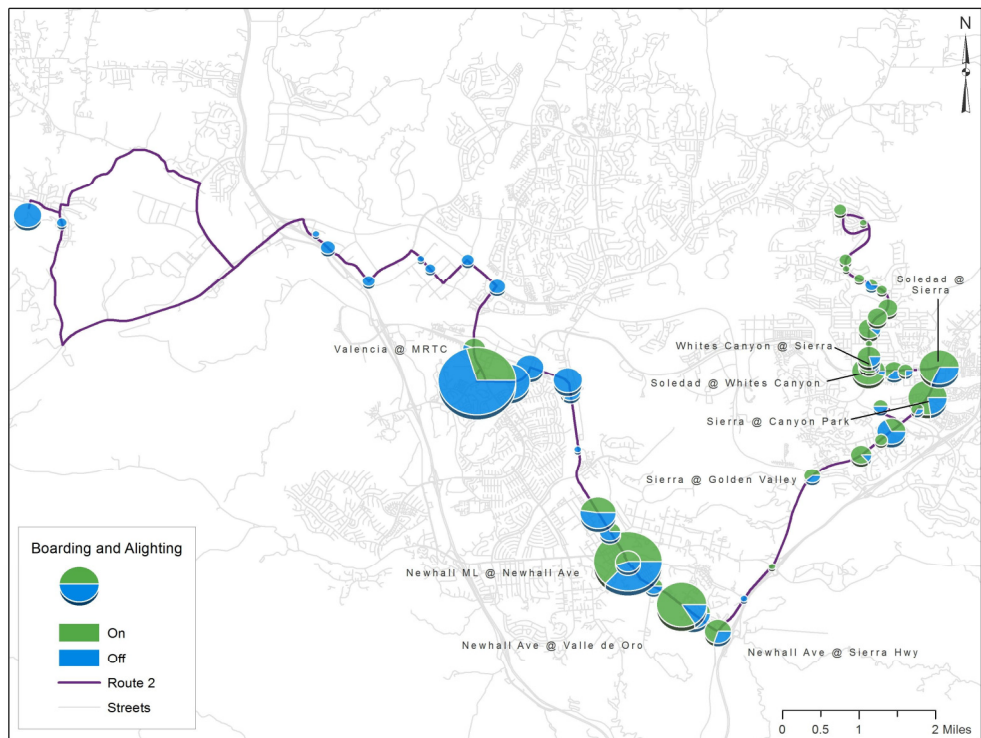 N
Soledad @
Sierra
Valencia @ MRTC
Whites Canyon @ Sierra
Soledad @ Whites Canyon
Sierra @ Canyon Park
Sierra @ Golden Valley
Newhall ML @ Newhall Ave
Newhall Ave @ Valle de Oro
Newhall Ave @ Sierra Hwy
Boarding and Alighting
On
Off
Route 2
Streets
0 0.5 1 2 Miles